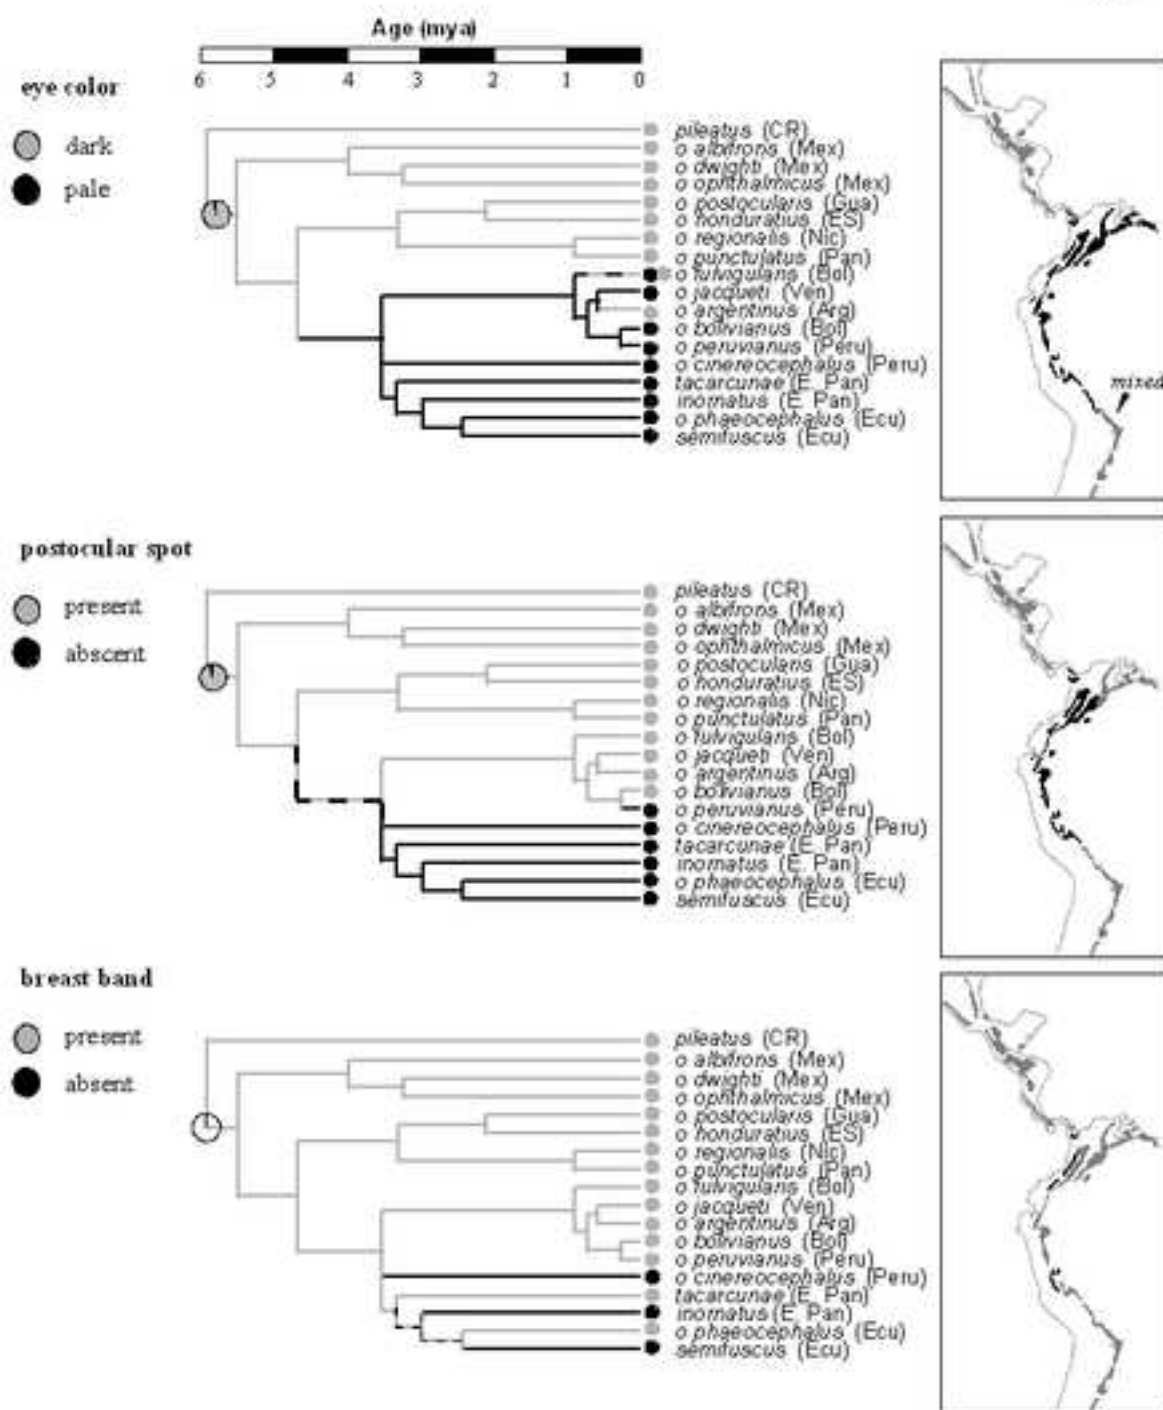 Age (mya)
6 5 4 3 2 1 0
eye color
dark
pale
pileatus (CR)
o albifrons (Mex)
o dwighti (Mex)
o ophthalmicus (Mex)
o postocularis (Gua)
o honduratius (ES)
o regionalis (Nic)
o punctulatus (Pan)
o fulvigularis (Bol)
o jacqueti (Ven)
o argentinus (Arg)
o bolivianus (Bol)
o peruvianus (Peru)
o cinereocephalus (Peru)
tacarcunae (E. Pan)
inornatus (E. Pan)
o phaeocephalus (Ecu)
semifuscus (Ecu)
mixed
postocular spot
present
abscent
pileatus (CR)
o albifrons (Mex)
o dwighti (Mex)
o ophthalmicus (Mex)
o postocularis (Gua)
o honduratius (ES)
o regionalis (Nic)
o punctulatus (Pan)
o fulvigularis (Bol)
o jacqueti (Ven)
o argentinus (Arg)
o bolivianus (Bol)
o peruvianus (Peru)
o cinereocephalus (Peru)
tacarcunae (E. Pan)
inornatus (E. Pan)
o phaeocephalus (Ecu)
semifuscus (Ecu)
breast band
present
absent
pileatus (CR)
o albifrons (Mex)
o dwighti (Mex)
o ophthalmicus (Mex)
o postocularis (Gua)
o honduratius (ES)
o regionalis (Nic)
o punctulatus (Pan)
o fulvigularis (Bol)
o jacqueti (Ven)
o argentinus (Arg)
o bolivianus (Bol)
o peruvianus (Peru)
o cinereocephalus (Peru)
tacarcunae (E. Pan)
inornatus (E. Pan)
o phaeocephalus (Ecu)
semifuscus (Ecu)